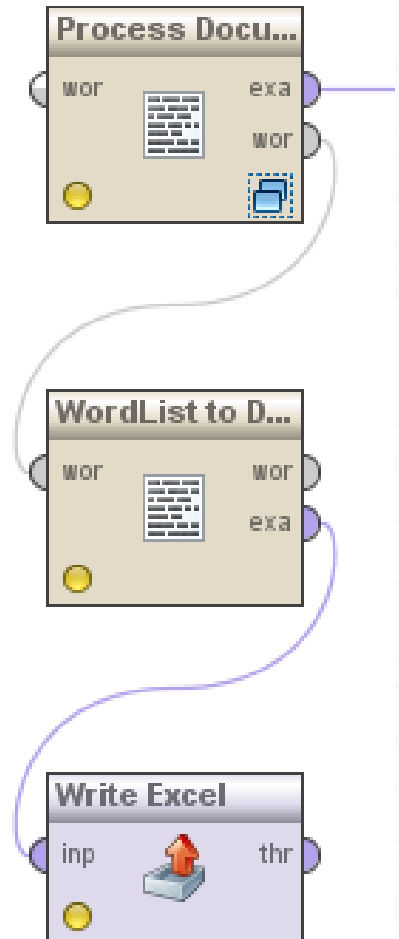 Process Docu...
wor exa
wor
WordList to D...
wor wor
exa
Write Excel
inp thr